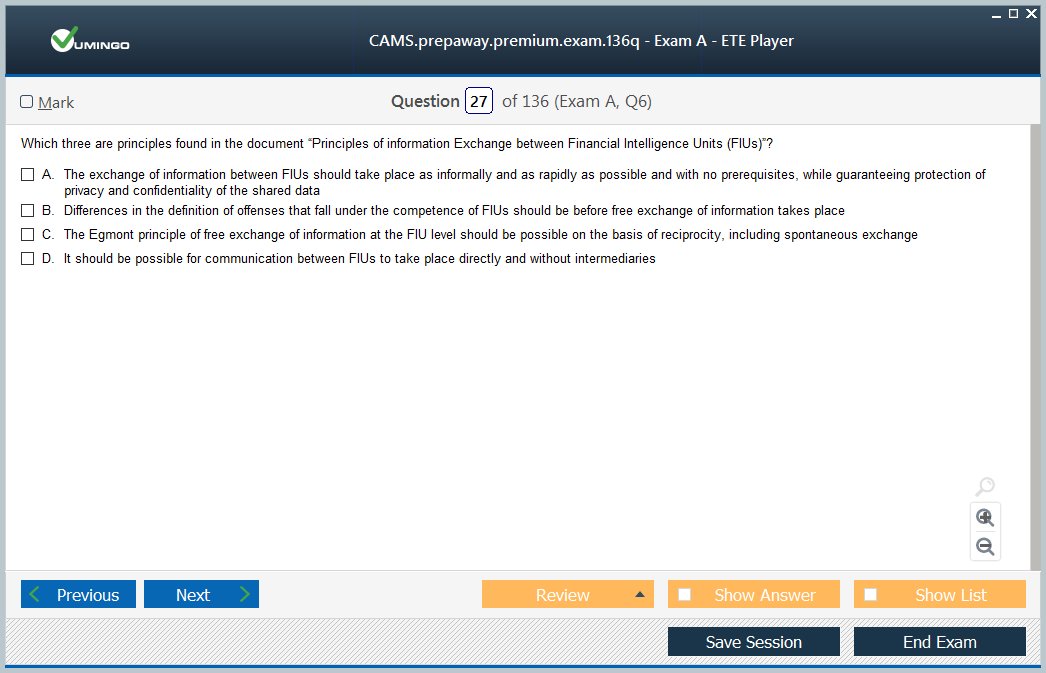 VUMINGO
CAMS.prepaway.premium.exam.136q - Exam A - ETE Player
Mark
Question 27 of 136 (Exam A, Q6)
Which three are principles found in the document “Principles of information Exchange between Financial Intelligence Units (FIUs)”?
A. The exchange of information between FIUs should take place as informally and as rapidly as possible and with no prerequisites, while guaranteeing protection of
privacy and confidentiality of the shared data
B. Differences in the definition of offenses that fall under the competence of FIUs should be before free exchange of information takes place
C. The Egmont principle of free exchange of information at the FIU level should be possible on the basis of reciprocity, including spontaneous exchange
D. It should be possible for communication between FIUs to take place directly and without intermediaries
Previous
Next
Review
Show Answer
Show List
Save Session
End Exam